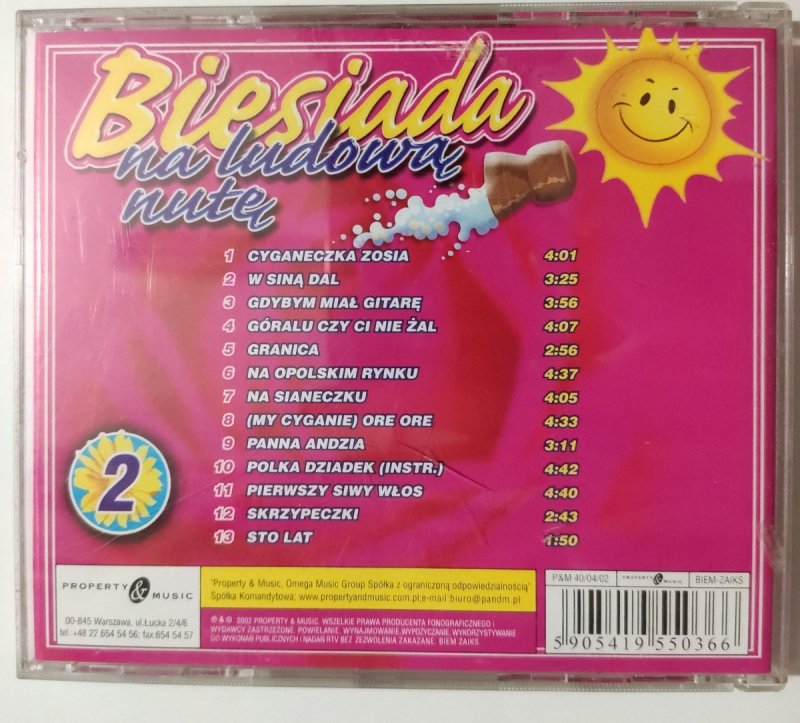 Biesiada
na ludową
nutę
1 CYGANECZKA ZOSIA 4:01
2 W SINĄ DAL 3:25
3 GDYBYM MIAŁ GITARĘ 3:56
4 GÓRALU CZY CI NIE ŻAL 4:07
5 GRANICA 2:56
6 NA OPOLSKIM RYNKU 4:37
7 NA SIANECZKU 4:05
8 (MY CYGANIE) ORE ORE 4:33
9 PANNA ANDZIA 3:11
10 POLKA DZIADEK (INSTR.) 4:42
11 PIERWSZY SIWY WŁOS 4:40
12 SKRZYPECZKI 2:43
13 STO LAT 1:50
2
PROPERTY & MUSIC
00-845 Warszawa, ul.Łucka 2/4/6
tel.:+48 22 654 54 56; fax:654 54 57
"Property & Music, Omega Music Group Spółka z ograniczoną odpowiedzialnością"
Spółka Komandytowa; www.propertyandmusic.com.pl;e-mail:biuro@pandm.pl
℗ & © 2002 PROPERTY & MUSIC. WSZELKIE PRAWA PRODUCENTA FONOGRAFICZNEGO I
WYDAWCY ZASTRZEŻONE. POWIELANIE, WYNAJMOWANIE,WYPOŻYCZANIE, WYKORZYSTYWANIE
DO WYKONAŃ PUBLICZNYCH I NADAŃ RTV BEZ ZEZWOLENIA ZAKAZANE. BIEM ZAIKS.
P&M 40/04/02 PROPERTY & MUSIC BIEM-ZAIKS
5 905419 550366